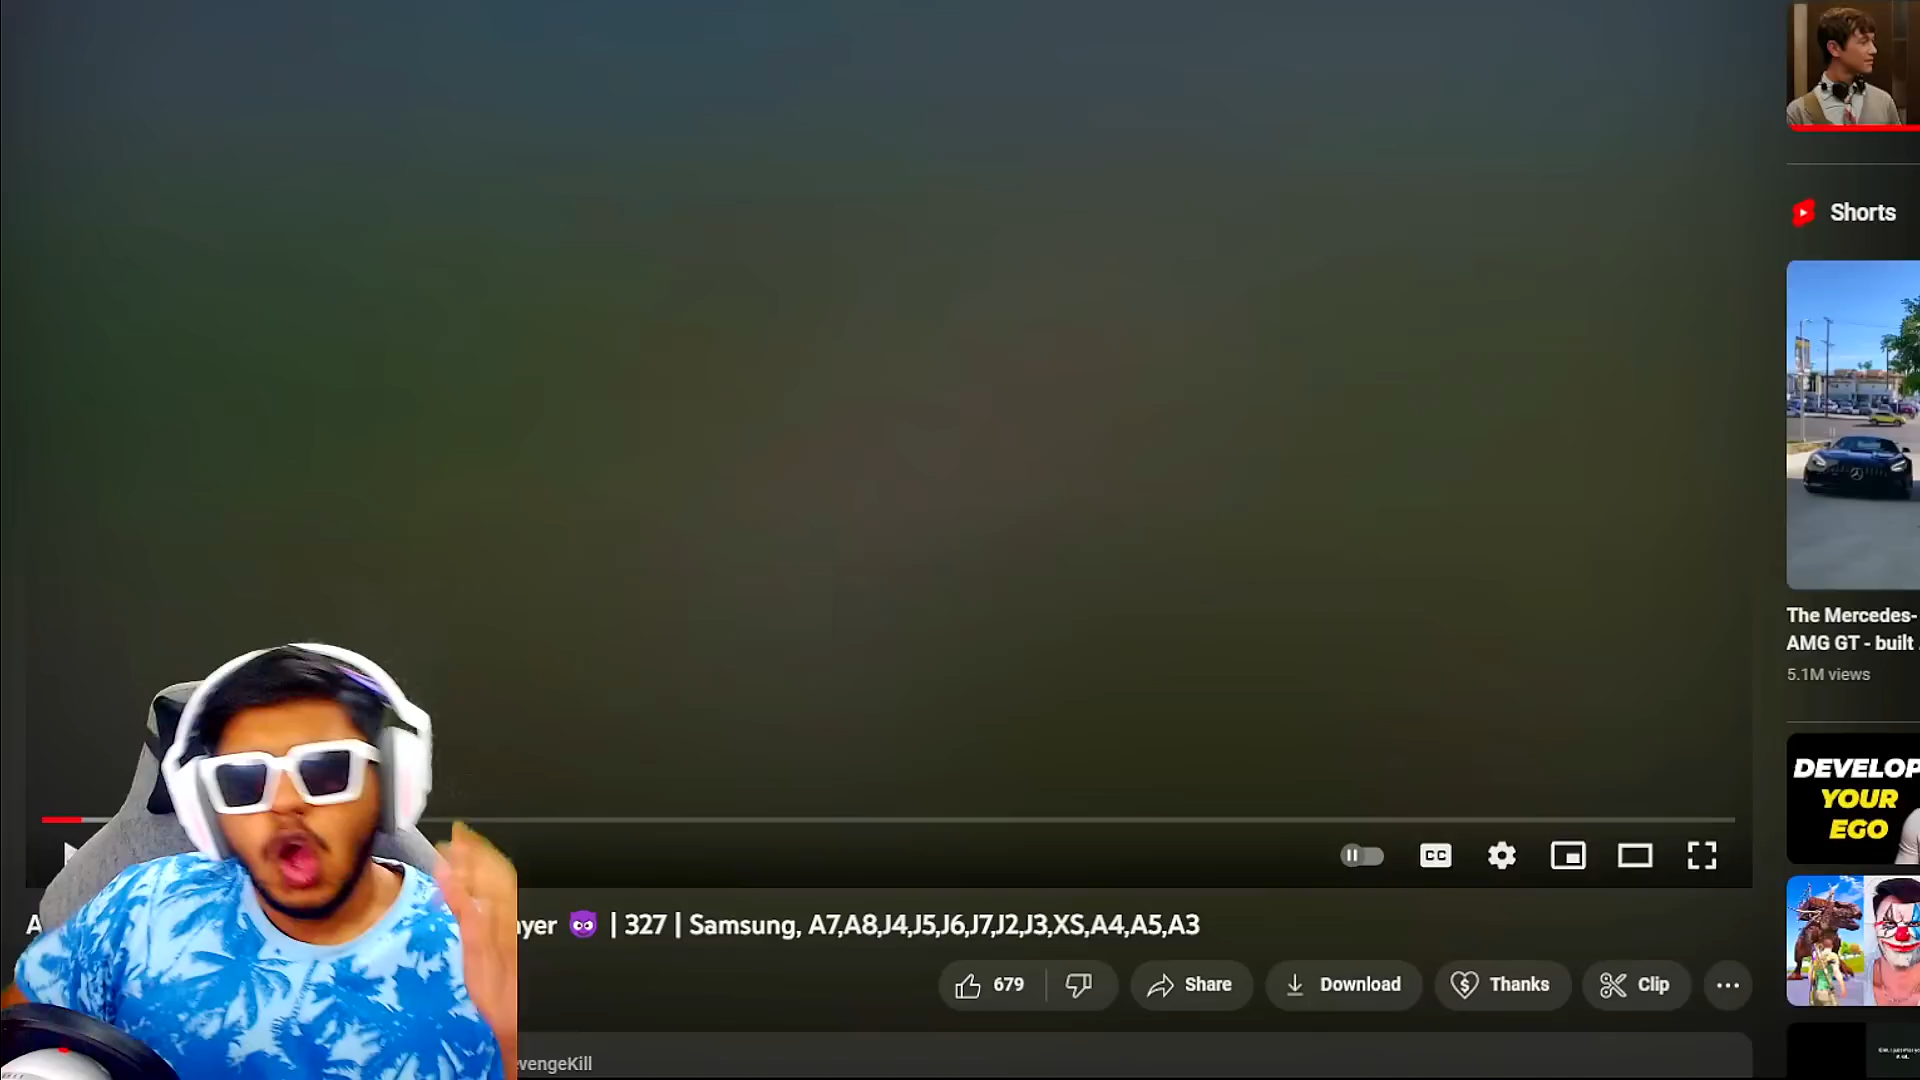 Shorts
The Mercedes-
AMG GT - built
5.1M views
DEVELOP
YOUR
EGO
CC
A
yer 😈 | 327 | Samsung, A7,A8,J4,J5,J6,J7,J2,J3,XS,A4,A5,A3
679
Share
Download
Thanks
Clip
vengeKill